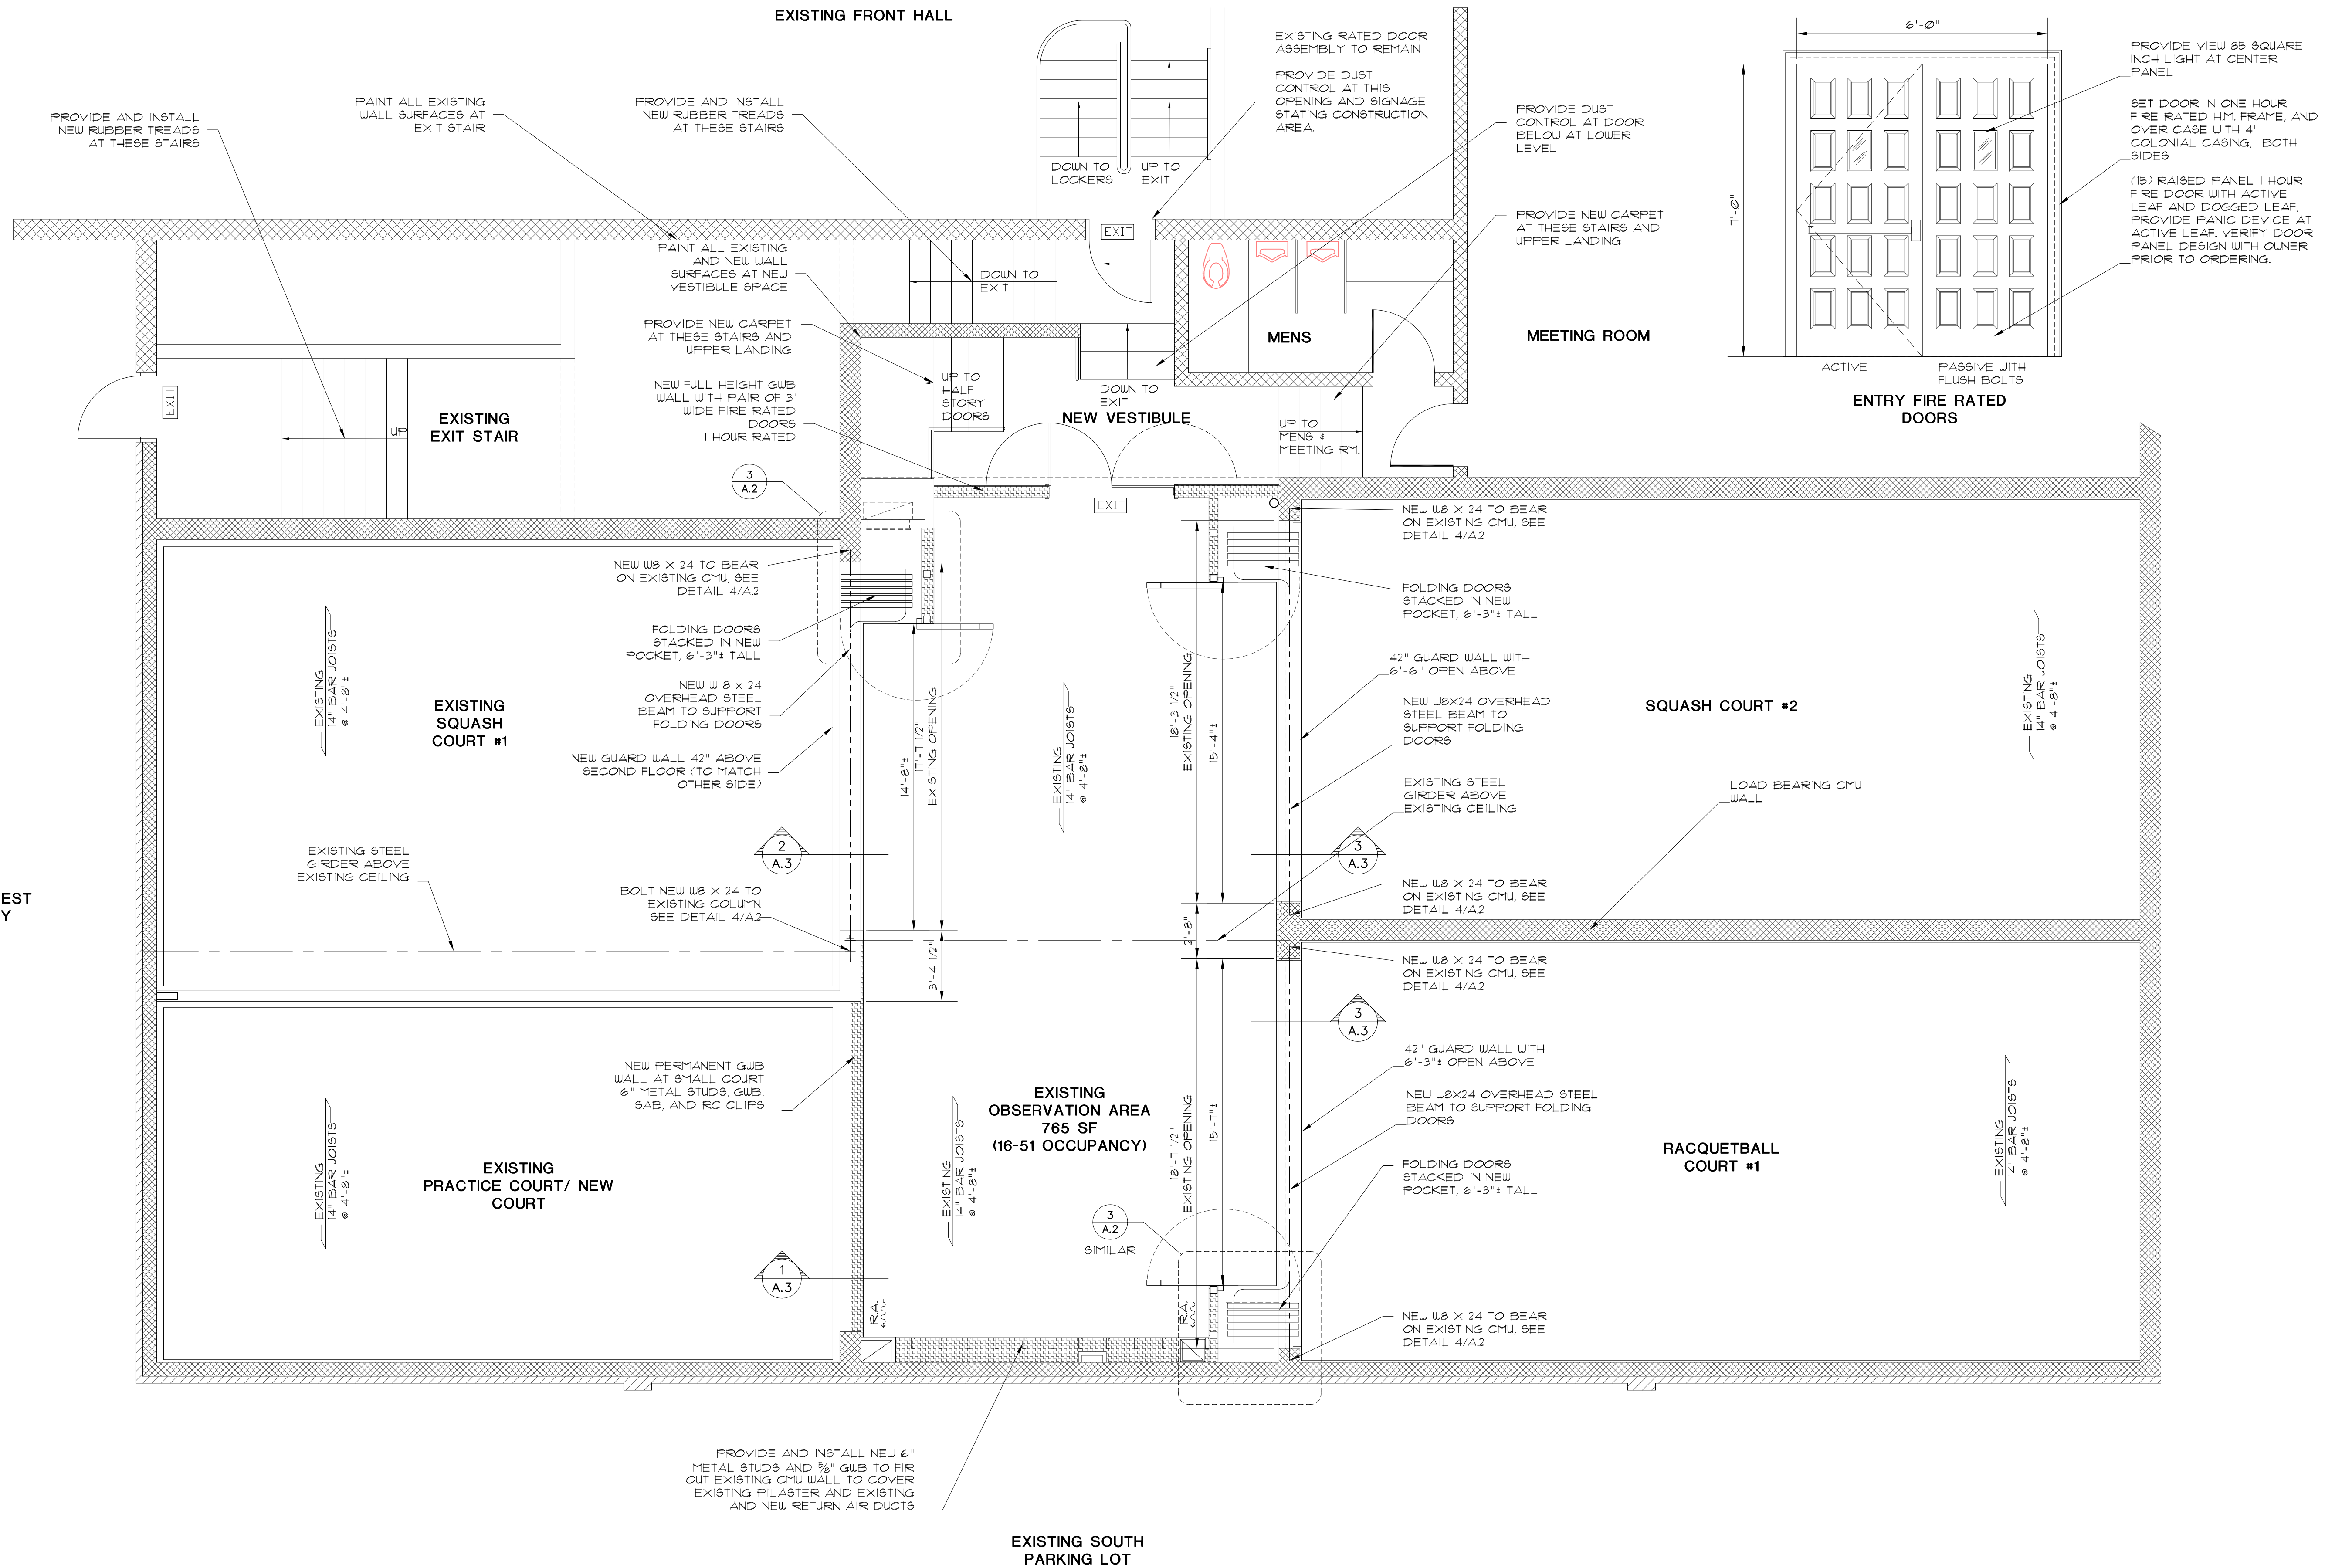 EXISTING FRONT HALL
PROVIDE AND INSTALL
NEW RUBBER TREADS
AT THESE STAIRS
PAINT ALL EXISTING
WALL SURFACES AT
EXIT STAIR
PROVIDE AND INSTALL
NEW RUBBER TREADS
AT THESE STAIRS
DOWN TO
LOCKERS
UP TO
EXIT
EXISTING RATED DOOR
ASSEMBLY TO REMAIN
PROVIDE DUST
CONTROL AT THIS
OPENING AND SIGNAGE
STATING CONSTRUCTION
AREA.
PROVIDE DUST
CONTROL AT DOOR
BELOW AT LOWER
LEVEL
PROVIDE NEW CARPET
AT THESE STAIRS AND
UPPER LANDING
6'-0"
7'-0"
ACTIVE
PASSIVE WITH
FLUSH BOLTS
ENTRY FIRE RATED
DOORS
PROVIDE VIEW 85 SQUARE
INCH LIGHT AT CENTER
PANEL
SET DOOR IN ONE HOUR
FIRE RATED H.M. FRAME, AND
OVER CASE WITH 4"
COLONIAL CASING, BOTH
SIDES
(15) RAISED PANEL 1 HOUR
FIRE DOOR WITH ACTIVE
LEAF AND DOGGED LEAF,
PROVIDE PANIC DEVICE AT
ACTIVE LEAF. VERIFY DOOR
PANEL DESIGN WITH OWNER
PRIOR TO ORDERING.
EXIT
PAINT ALL EXISTING
AND NEW WALL
SURFACES AT NEW
VESTIBULE SPACE
DOWN TO
EXIT
PROVIDE NEW CARPET
AT THESE STAIRS AND
UPPER LANDING
NEW FULL HEIGHT GWB
WALL WITH PAIR OF 3'
WIDE FIRE RATED
DOORS
1 HOUR RATED
UP TO
HALF
STORY
DOORS
DOWN TO
EXIT
NEW VESTIBULE
MENS
MEETING ROOM
UP TO
MENS &
MEETING RM.
EXIT
UP
EXISTING
EXIT STAIR
3
A.2
EXIT
NEW W8 X 24 TO BEAR
ON EXISTING CMU, SEE
DETAIL 4/A.2
FOLDING DOORS
STACKED IN NEW
POCKET, 6'-3"± TALL
NEW W 8 x 24
OVERHEAD STEEL
BEAM TO SUPPORT
FOLDING DOORS
NEW GUARD WALL 42" ABOVE
SECOND FLOOR (TO MATCH
OTHER SIDE)
EXISTING
14" BAR JOISTS
@ 4'-8"±
EXISTING
SQUASH
COURT #1
EXISTING STEEL
GIRDER ABOVE
EXISTING CEILING
2
A.3
BOLT NEW W8 X 24 TO
EXISTING COLUMN
SEE DETAIL 4/A.2
14'-8"±
17'-7 1/2"
EXISTING OPENING
3'-4 1/2"
EXISTING
14" BAR JOISTS
@ 4'-8"±
18'-3 1/2"
EXISTING OPENING
15'-4"±
2'-8"
NEW W8 X 24 TO BEAR
ON EXISTING CMU, SEE
DETAIL 4/A.2
FOLDING DOORS
STACKED IN NEW
POCKET, 6'-3"± TALL
42" GUARD WALL WITH
6'-6" OPEN ABOVE
NEW W8X24 OVERHEAD
STEEL BEAM TO
SUPPORT FOLDING
DOORS
EXISTING STEEL
GIRDER ABOVE
EXISTING CEILING
3
A.3
NEW W8 X 24 TO BEAR
ON EXISTING CMU, SEE
DETAIL 4/A.2
SQUASH COURT #2
LOAD BEARING CMU
WALL
EXISTING
14" BAR JOISTS
@ 4'-8"±
EST
Y
NEW W8 X 24 TO BEAR
ON EXISTING CMU, SEE
DETAIL 4/A.2
3
A.3
42" GUARD WALL WITH
6'-3"± OPEN ABOVE
NEW W8X24 OVERHEAD STEEL
BEAM TO SUPPORT FOLDING
DOORS
FOLDING DOORS
STACKED IN NEW
POCKET, 6'-3"± TALL
RACQUETBALL
COURT #1
EXISTING
14" BAR JOISTS
@ 4'-8"±
NEW W8 X 24 TO BEAR
ON EXISTING CMU, SEE
DETAIL 4/A.2
NEW PERMANENT GWB
WALL AT SMALL COURT
6" METAL STUDS, GWB,
SAB, AND RC CLIPS
EXISTING
14" BAR JOISTS
@ 4'-8"±
EXISTING
PRACTICE COURT/ NEW
COURT
1
A.3
EXISTING
OBSERVATION AREA
765 SF
(16-51 OCCUPANCY)
EXISTING
14" BAR JOISTS
@ 4'-8"±
18'-7 1/2"
EXISTING OPENING
15'-7"±
3
A.2
SIMILAR
R.A.
R.A.
PROVIDE AND INSTALL NEW 6"
METAL STUDS AND 5/8" GWB TO FIR
OUT EXISTING CMU WALL TO COVER
EXISTING PILASTER AND EXISTING
AND NEW RETURN AIR DUCTS
EXISTING SOUTH
PARKING LOT